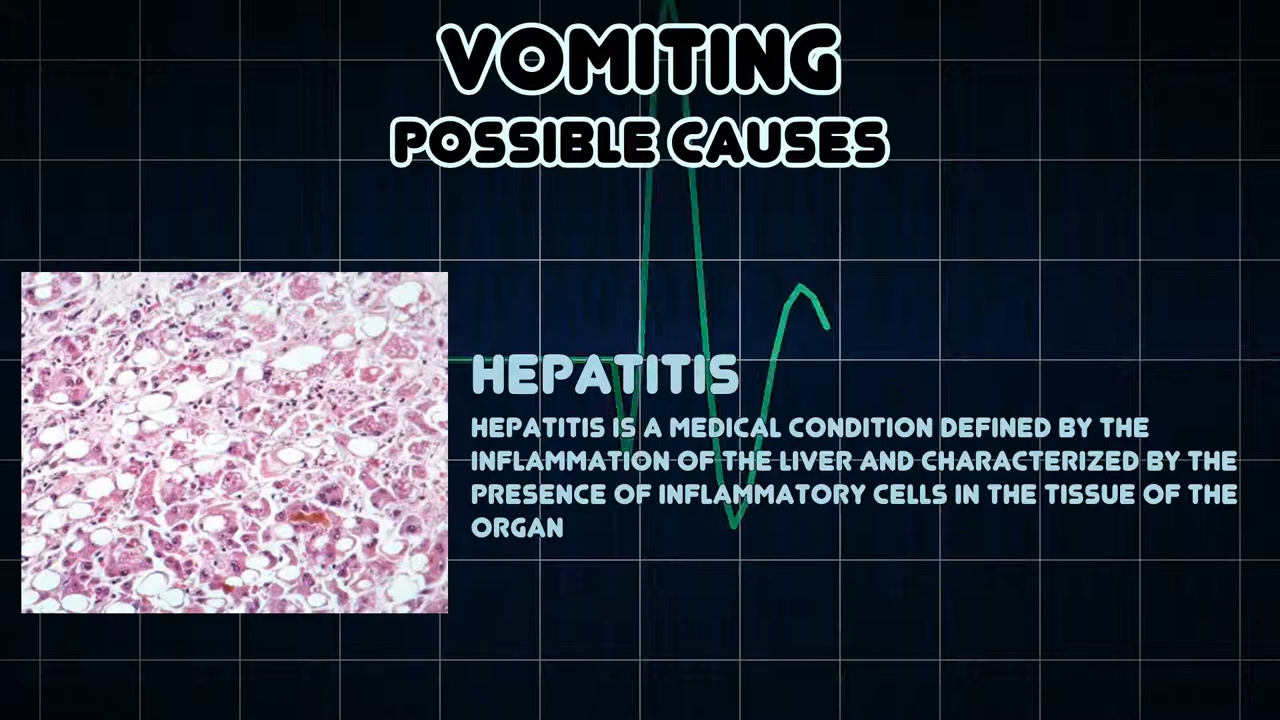 VOMITING
POSSIBLE CAUSES
HEPATITIS
HEPATITIS IS A MEDICAL CONDITION DEFINED BY THE
INFLAMMATION OF THE LIVER AND CHARACTERIZED BY THE
PRESENCE OF INFLAMMATORY CELLS IN THE TISSUE OF THE
ORGAN